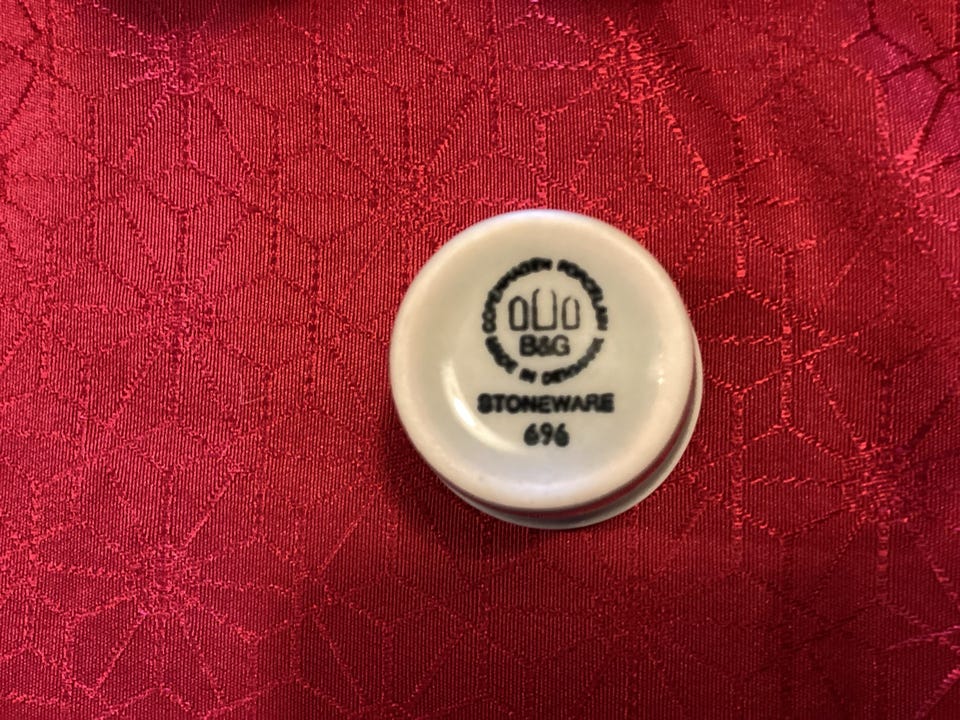 COPENHAGEN PORCELAIN
B&G
MADE IN DENMARK
STONEWARE
696